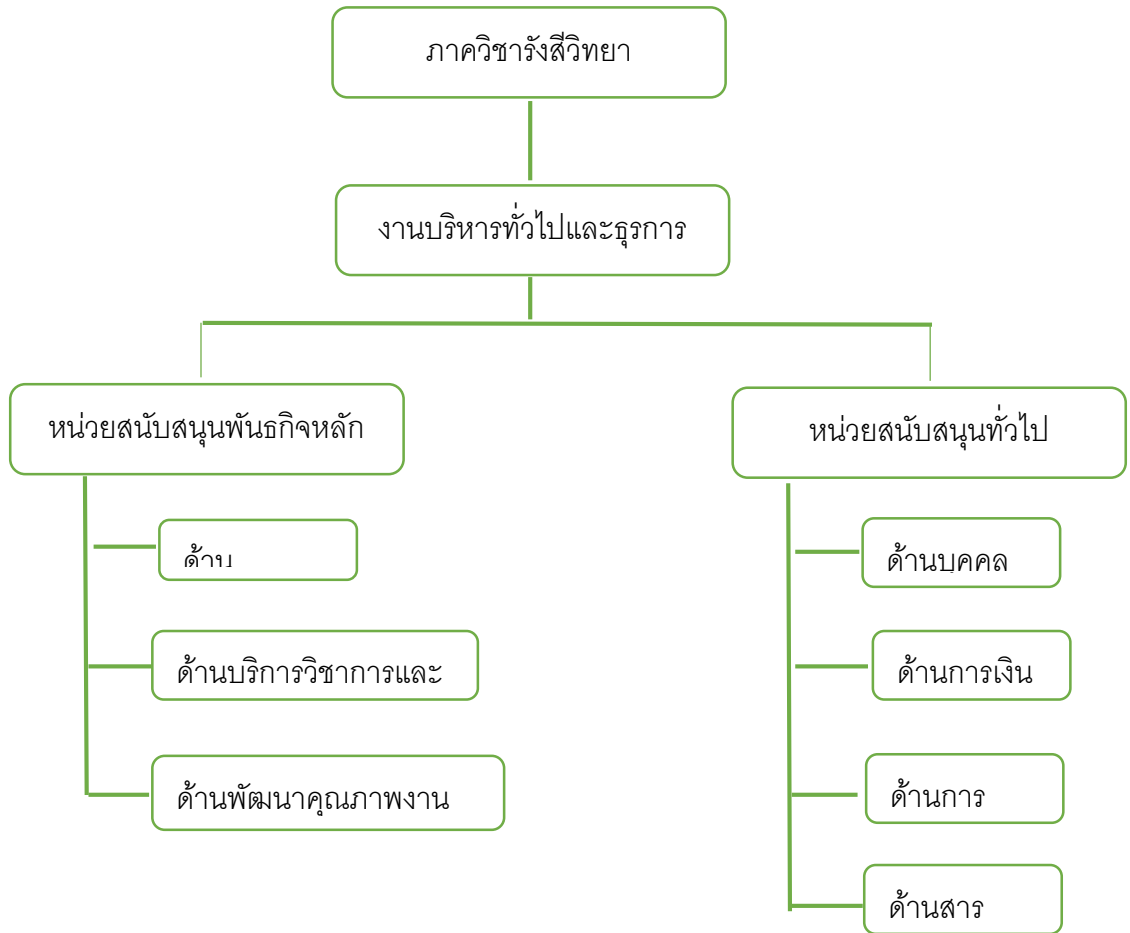 ภาควิชารังสีวิทยา
งานบริหารทั่วไปและธุรการ
หน่วยสนับสนุนพันธกิจหลัก
หน่วยสนับสนุนทั่วไป
ด้าน
ด้านบริการวิชาการและ
ด้านพัฒนาคุณภาพงาน
ด้านบุคคล
ด้านการเงิน
ด้านการ
ด้านสาร